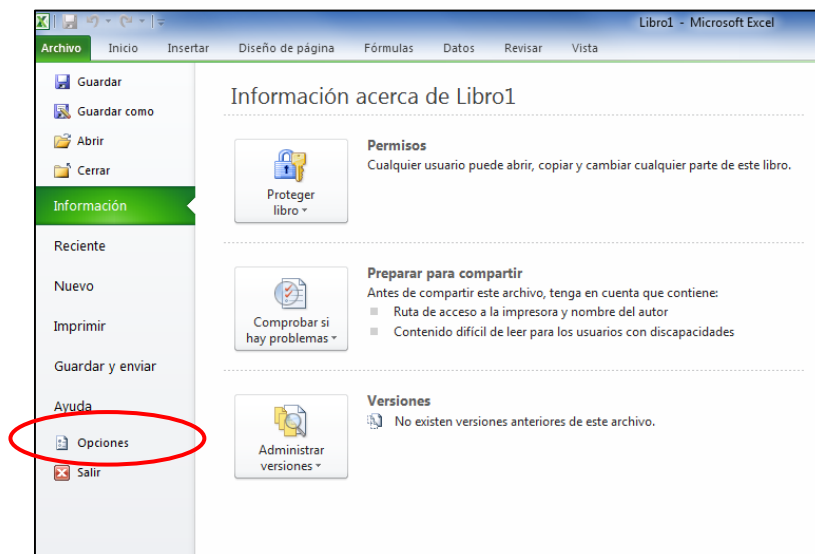 Libro1 - Microsoft Excel
Archivo Inicio Insertar Diseño de página Fórmulas Datos Revisar Vista
Guardar
Guardar como
Abrir
Cerrar
Información
Reciente
Nuevo
Imprimir
Guardar y enviar
Ayuda
Opciones
Salir
Información acerca de Libro1
Proteger
libro
Permisos
Cualquier usuario puede abrir, copiar y cambiar cualquier parte de este libro.
Comprobar si
hay problemas
Preparar para compartir
Antes de compartir este archivo, tenga en cuenta que contiene:
Ruta de acceso a la impresora y nombre del autor
Contenido difícil de leer para los usuarios con discapacidades
Administrar
versiones
Versiones
No existen versiones anteriores de este archivo.